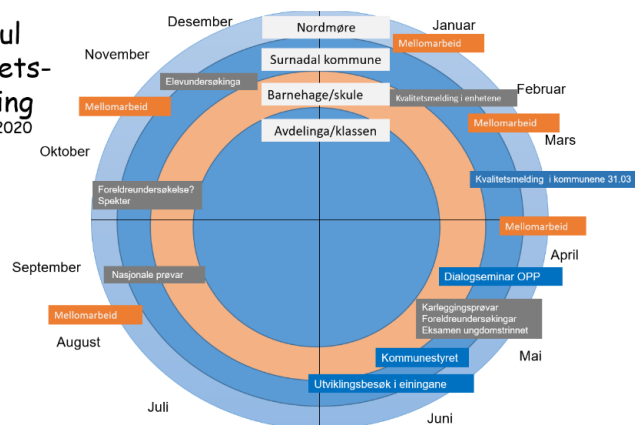 ul
ets-
ing
2020
Desember
Nordmøre
Januar
Mellomarbeid
November
Surnadal kommune
Elevundersøkinga
Barnehage/skule
Kvalitetsmelding i enhetene
Februar
Mellomarbeid
Mellomarbeid
Avdelinga/klassen
Mars
Oktober
Kvalitetsmelding i kommunene 31.03
Foreldreundersøkelse?
Spekter
Mellomarbeid
April
September
Nasjonale prøvar
Dialogseminar OPP
Mellomarbeid
Karleggingsprøvar
Foreldreundersøkingar
Eksamen ungdomstrinnet
August
Mai
Kommunestyret
Utviklingsbesøk i einingane
Juli
Juni